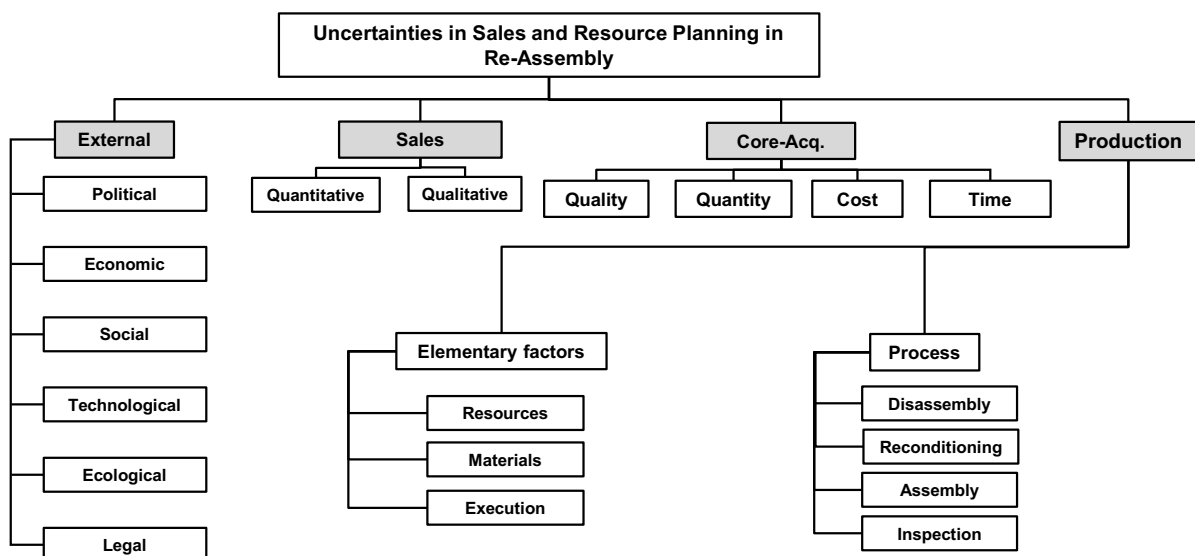 Uncertainties in Sales and Resource Planning in
Re-Assembly
External
Sales
Core-Acq.
Production
Political
Economic
Social
Technological
Ecological
Legal
Quantitative
Qualitative
Quality
Quantity
Cost
Time
Elementary factors
Resources
Materials
Execution
Process
Disassembly
Reconditioning
Assembly
Inspection